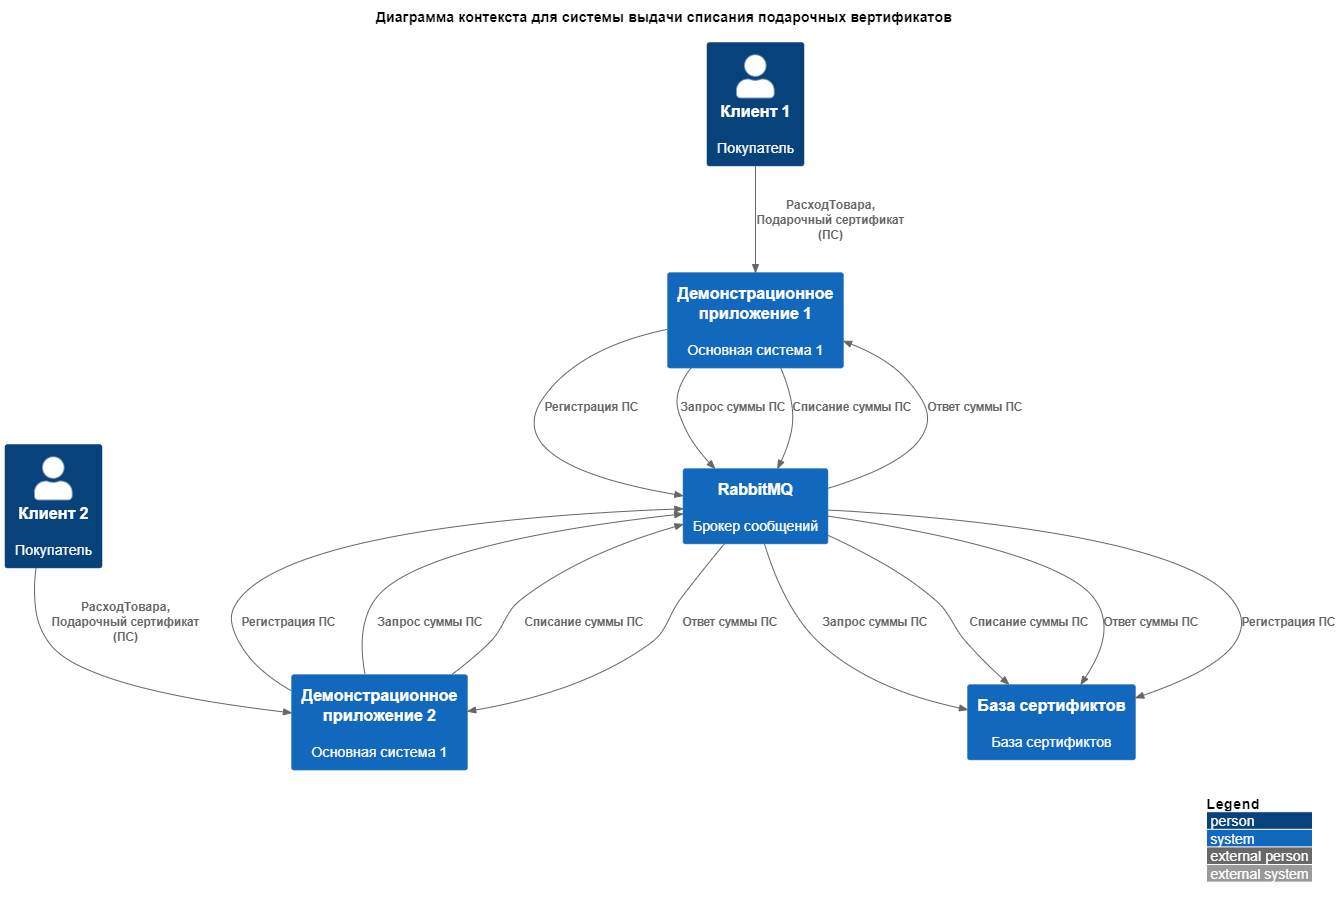 Диаграмма контекста для системы выдачи списания подарочных вертификатов
Клиент 1
Покупатель
РасходТовара,
Подарочный сертификат
(ПС)
Демонстрационное
приложение 1
Основная система 1
Регистрация ПС
Запрос суммы ПС
Списание суммы ПС
Ответ суммы ПС
Клиент 2
Покупатель
RabbitMQ
Брокер сообщений
РасходТовара,
Подарочный сертификат
(ПС)
Регистрация ПС
Запрос суммы ПС
Списание суммы ПС
Ответ суммы ПС
Запрос суммы ПС
Списание суммы ПС
Ответ суммы ПС
Регистрация ПС
Демонстрационное
приложение 2
Основная система 1
База сертификтов
База сертификтов
Legend
person
system
external person
external system